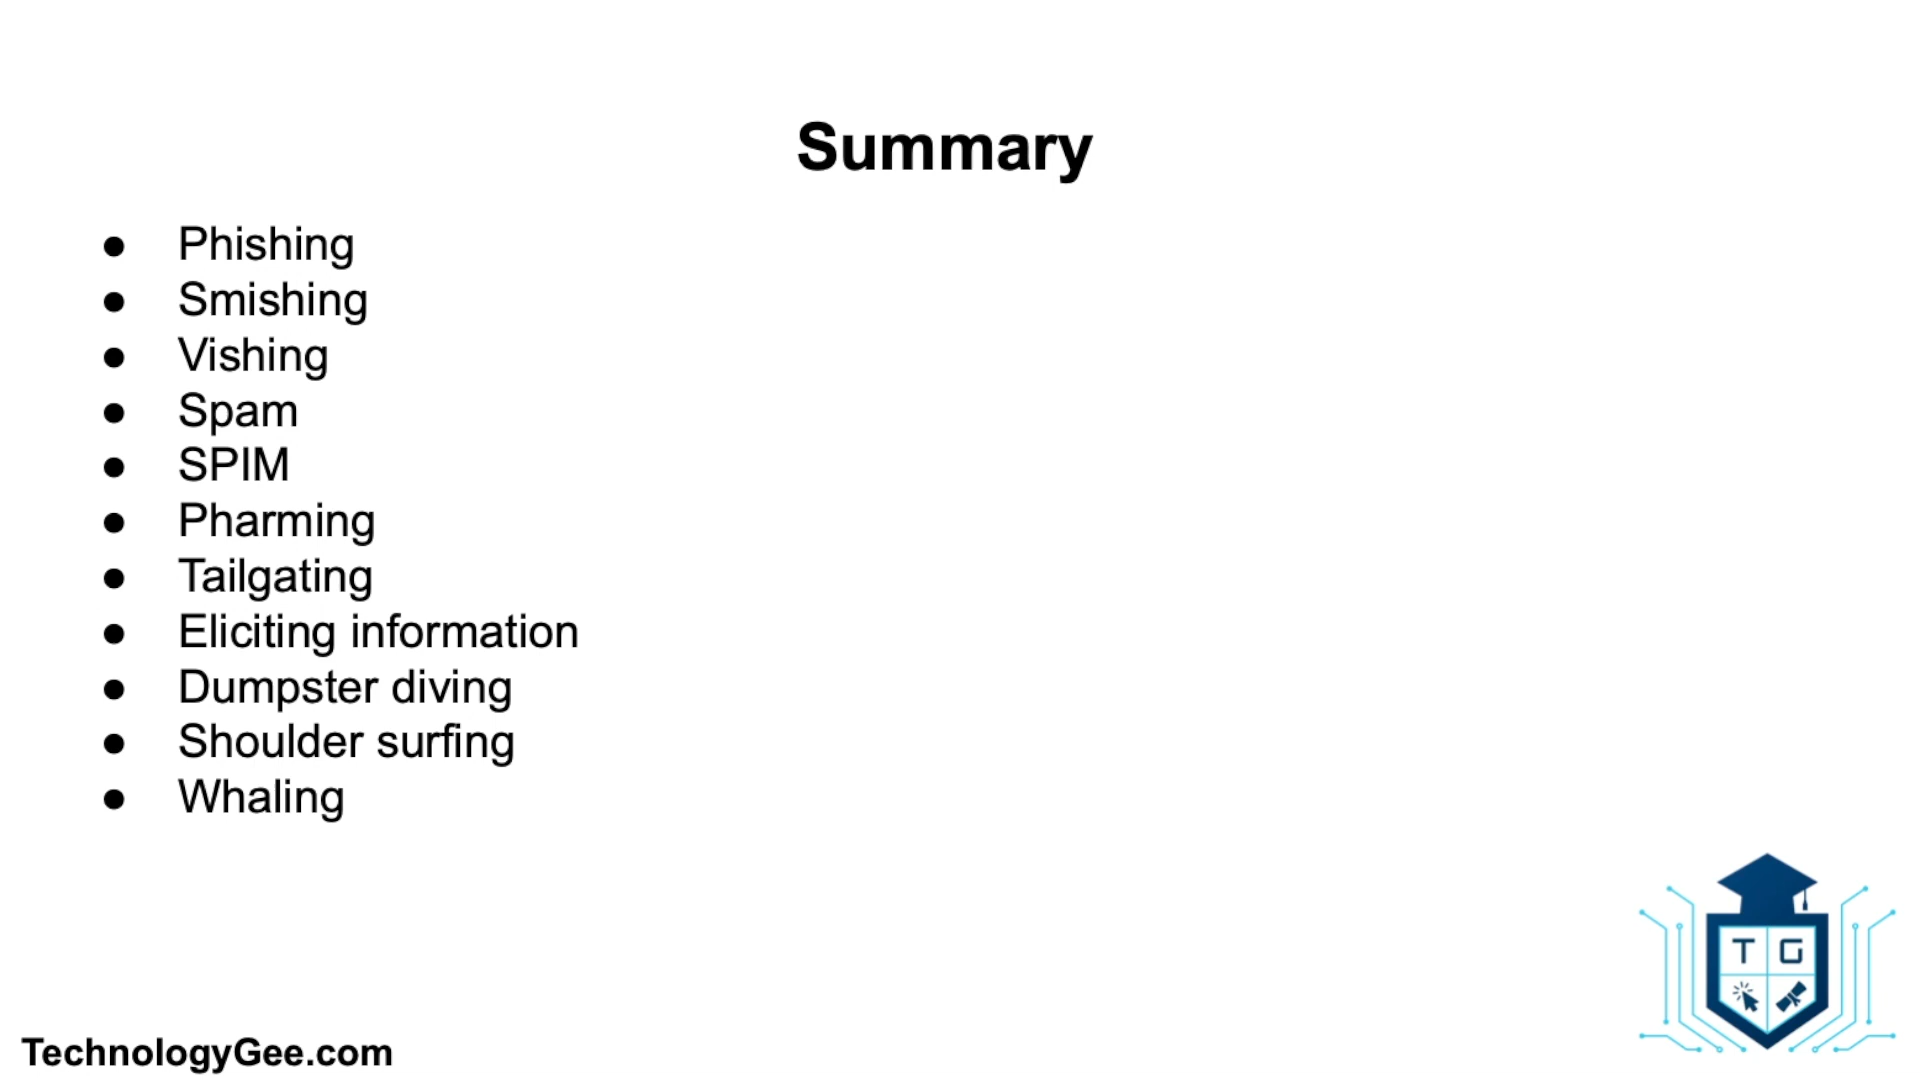 Summary
● Phishing
● Smishing
● Vishing
● Spam
● SPIM
● Pharming
● Tailgating
● Eliciting information
● Dumpster diving
● Shoulder surfing
● Whaling
T G
TechnologyGee.com